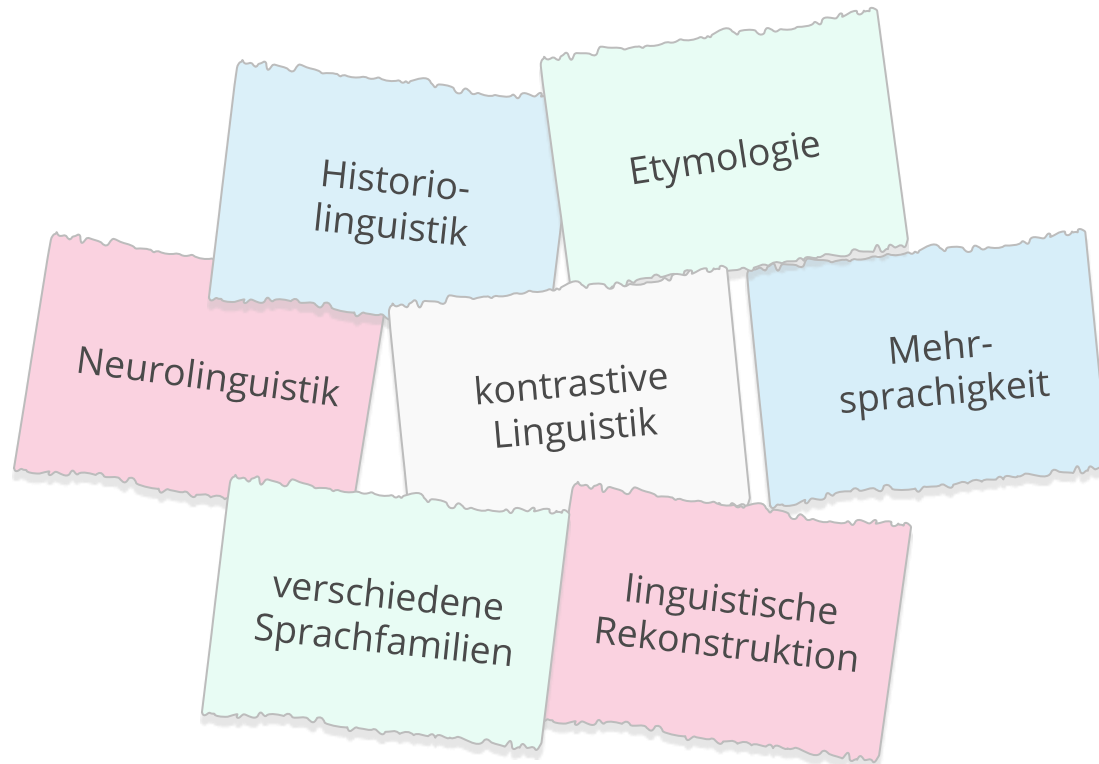 Historio-
linguistik
Etymologie
Neurolinguistik
kontrastive
Linguistik
Mehr-
sprachigkeit
verschiedene
Sprachfamilien
linguistische
Rekonstruktion